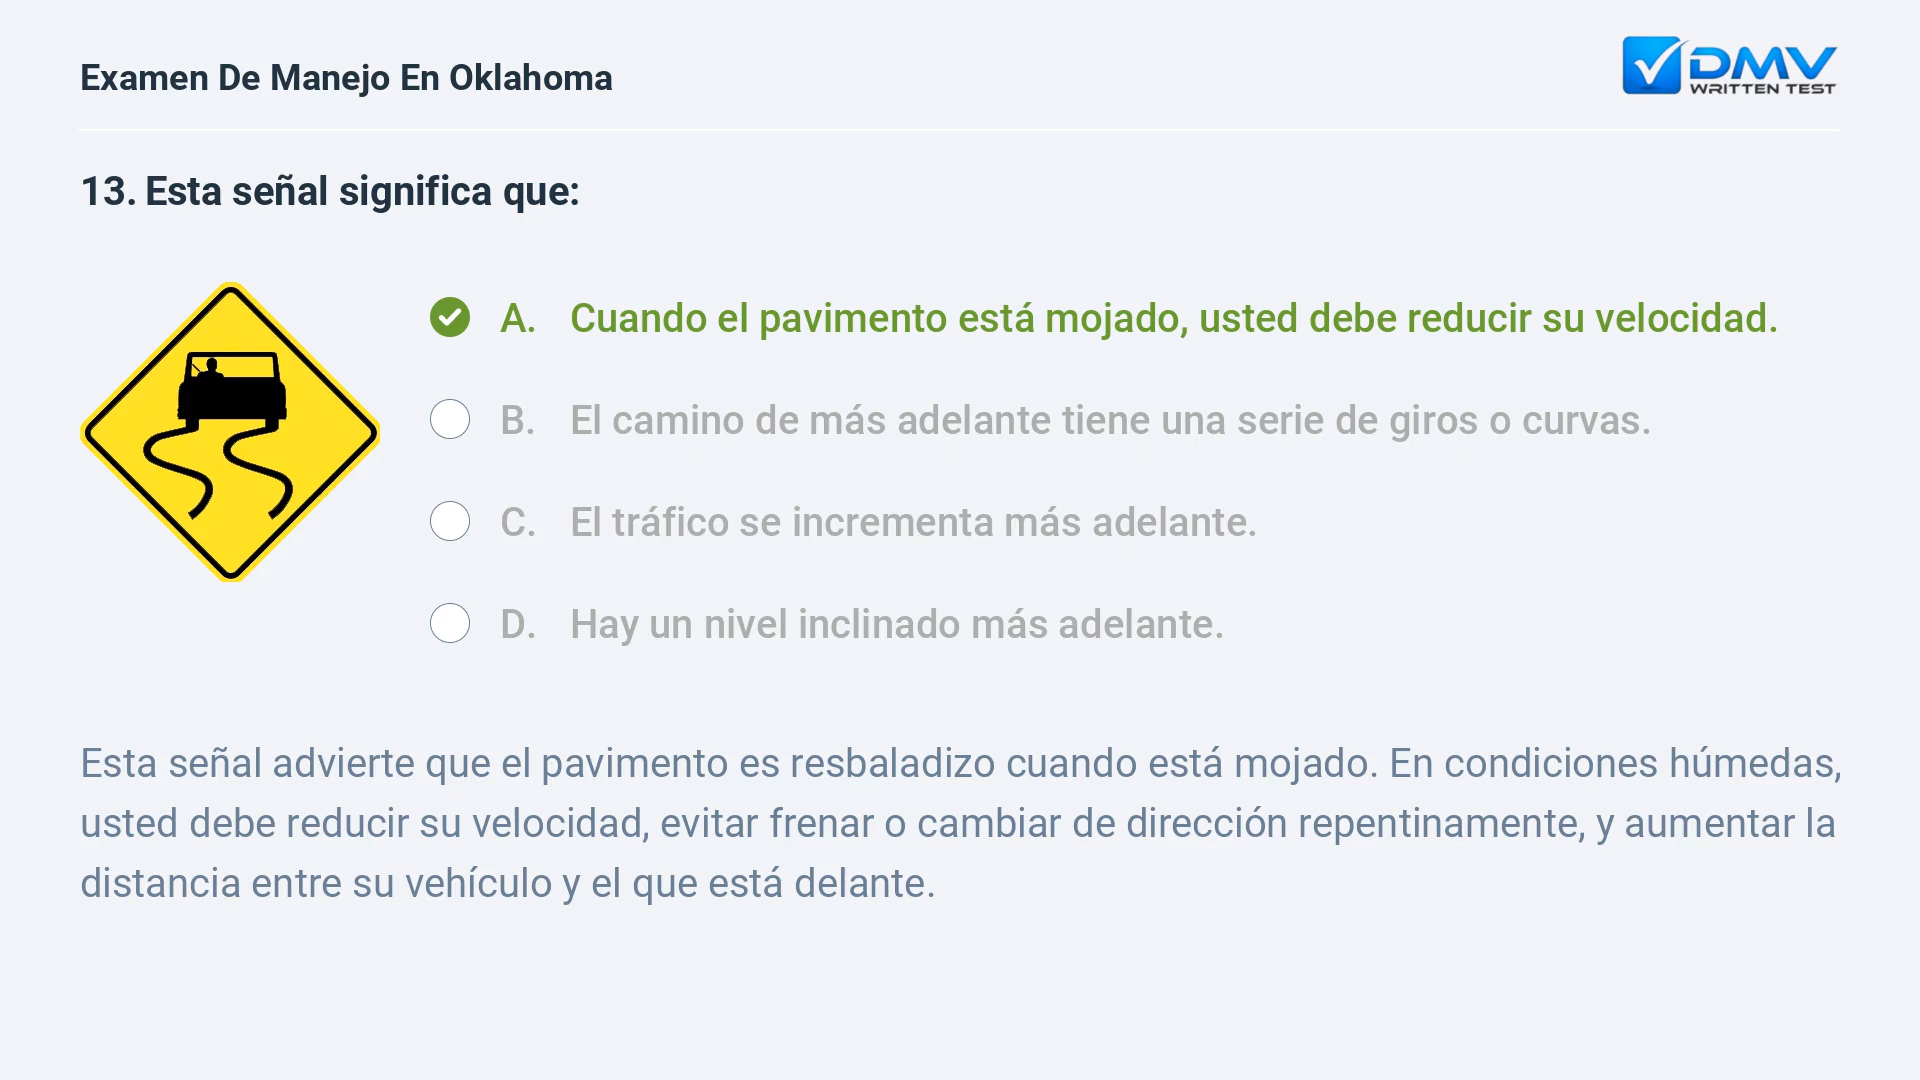 Examen De Manejo En Oklahoma
DMV
WRITTEN TEST
13. Esta señal significa que:
A. Cuando el pavimento está mojado, usted debe reducir su velocidad.
B. El camino de más adelante tiene una serie de giros o curvas.
C. El tráfico se incrementa más adelante.
D. Hay un nivel inclinado más adelante.
Esta señal advierte que el pavimento es resbaladizo cuando está mojado. En condiciones húmedas,
usted debe reducir su velocidad, evitar frenar o cambiar de dirección repentinamente, y aumentar la
distancia entre su vehículo y el que está delante.